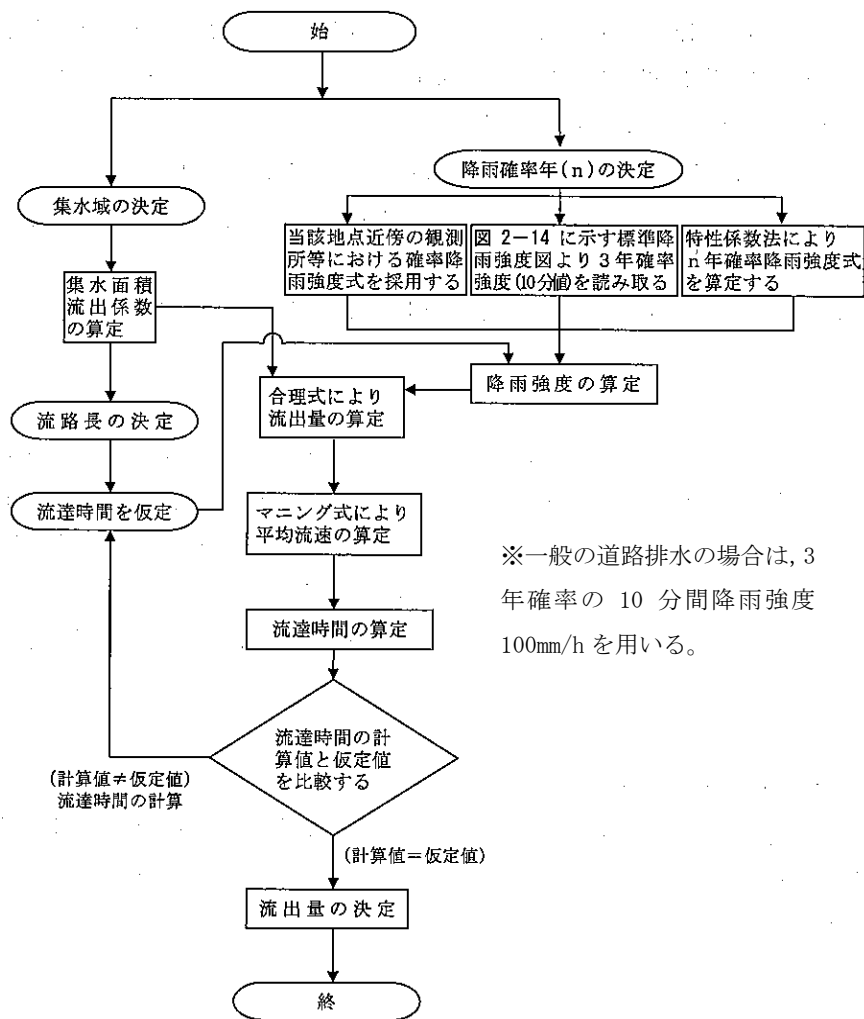 始
降雨確率年(n)の決定
集水域の決定
当該地点近傍の観測
所等における確率降
雨強度式を採用する
図 2−14 に示す標準降
雨強度図より3年確率
強度(10分値)を読み取る
特性係数法により
n年確率降雨強度式
を算定する
集水面積
流出係数
の算定
降雨強度の算定
合理式により
流出量の算定
流路長の決定
流達時間を仮定
マニング式により
平均流速の算定
※一般の道路排水の場合は, 3
年確率の 10 分間降雨強度
100mm/h を用いる。
流達時間の算定
流達時間の計
算値と仮定値
を比較する
(計算値≠仮定値)
流達時間の計算
(計算値＝仮定値)
流出量の決定
終